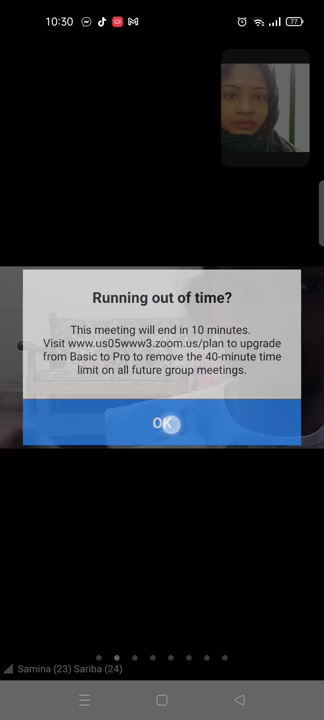 10:30
77
Running out of time?
This meeting will end in 10 minutes.
Visit www.us05www3.zoom.us/plan to upgrade
from Basic to Pro to remove the 40-minute time
limit on all future group meetings.
OK
Samina (23) Sariba (24)